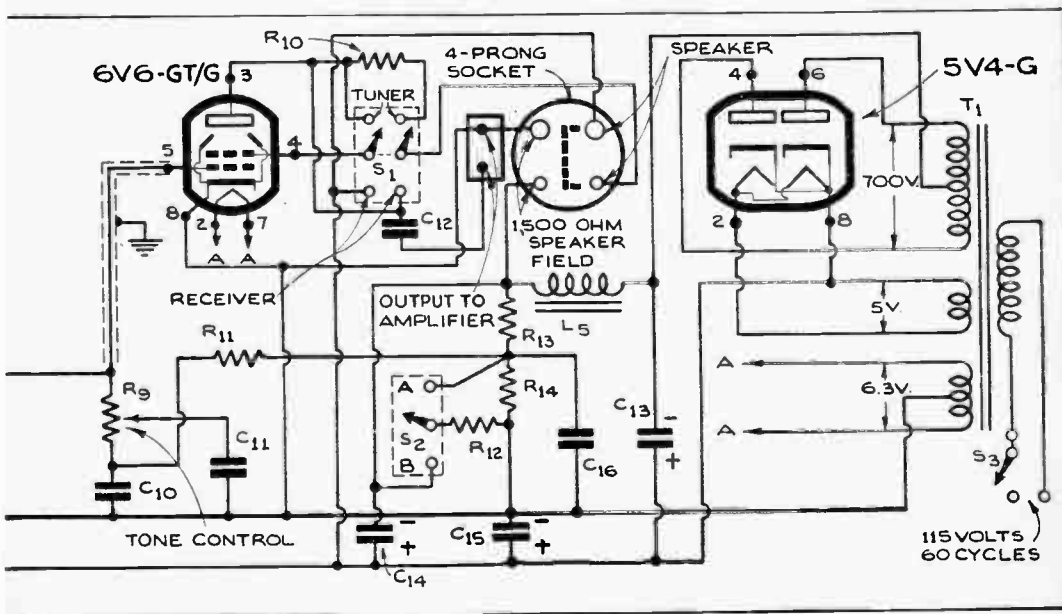 R10
4-PRONG
SOCKET
SPEAKER
6V6-GT/G
3
4
6
5V4-G
TUNER
T1
5
4
S1
700V.
8
2
7
A
A
C12
2
8
1,500 OHM
SPEAKER
FIELD
RECEIVER
OUTPUT TO
AMPLIFIER
L5
5V.
R11
R13
A
R9
A
R14
6.3V.
C13
-
C11
S2
R12
A
S3
B
C16
+
C10
TONE CONTROL
-
+
C14
C15
-
+
115 VOLTS
60 CYCLES